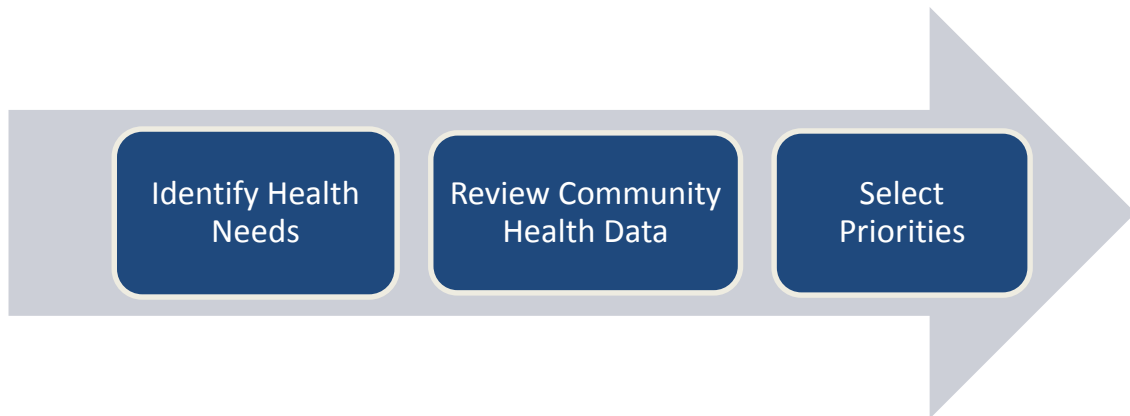 Identify Health
Needs
Review Community
Health Data
Select
Priorities